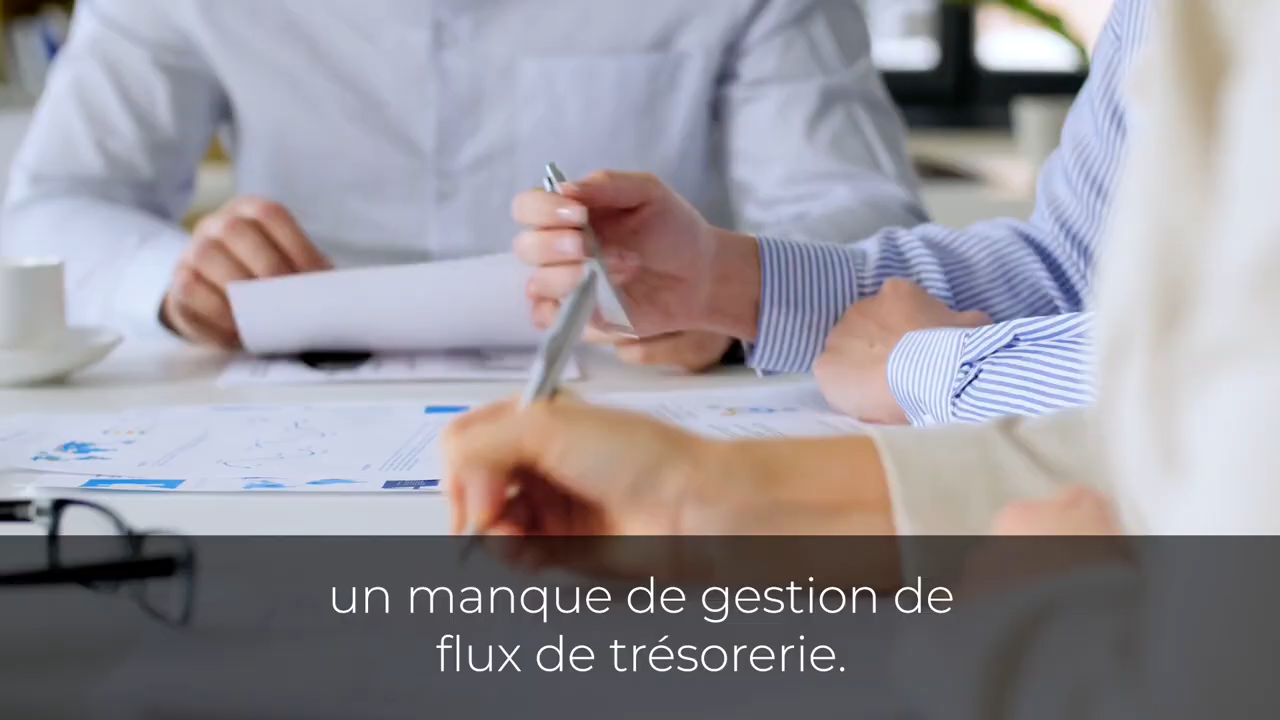 un manque de gestion de
flux de trésorerie.